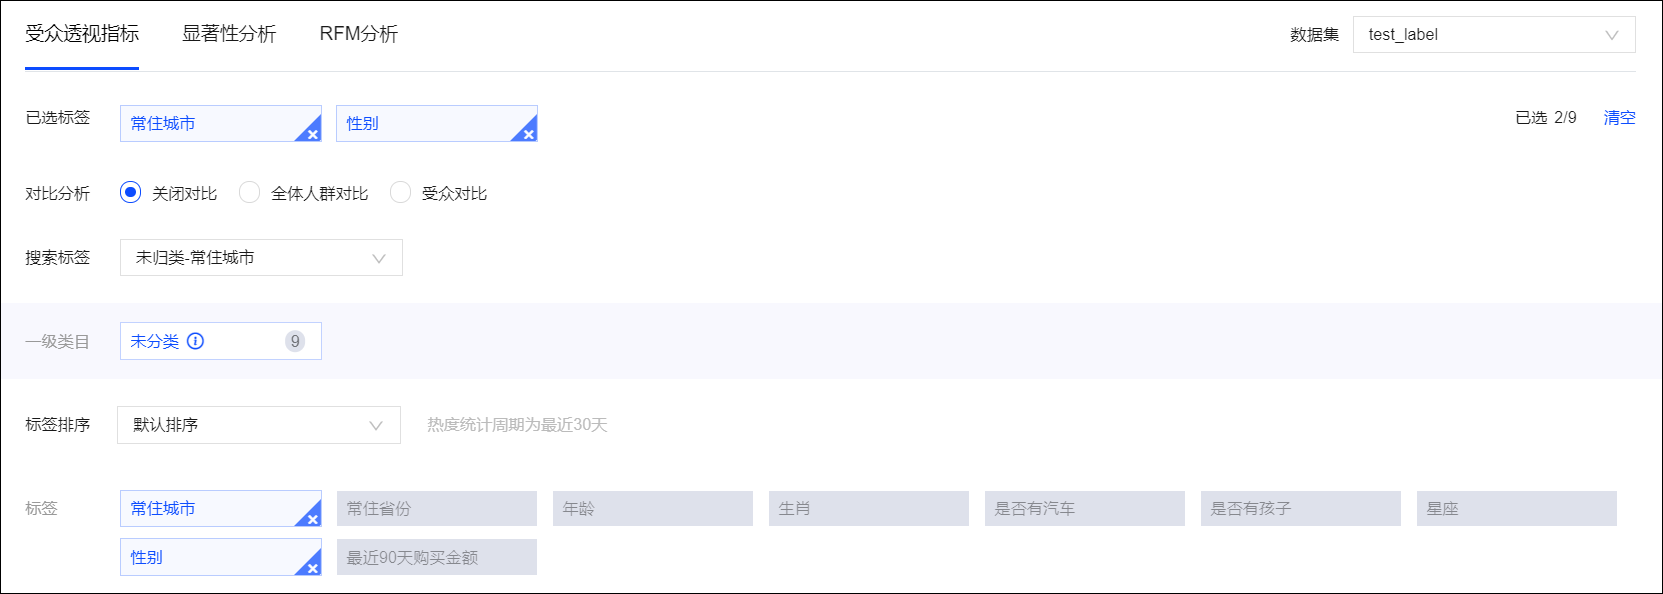 受众透视指标 显著性分析 RFM分析 数据集 test_label
已选标签 常住城市 性别 已选 2/9 清空
对比分析 关闭对比 全体人群对比 受众对比
搜索标签 未归类-常住城市
一级类目 未分类 9
标签排序 默认排序 热度统计周期为最近30天
标签 常住城市 常住省份 年龄 生肖 是否有汽车 是否有孩子 星座
性别 最近90天购买金额